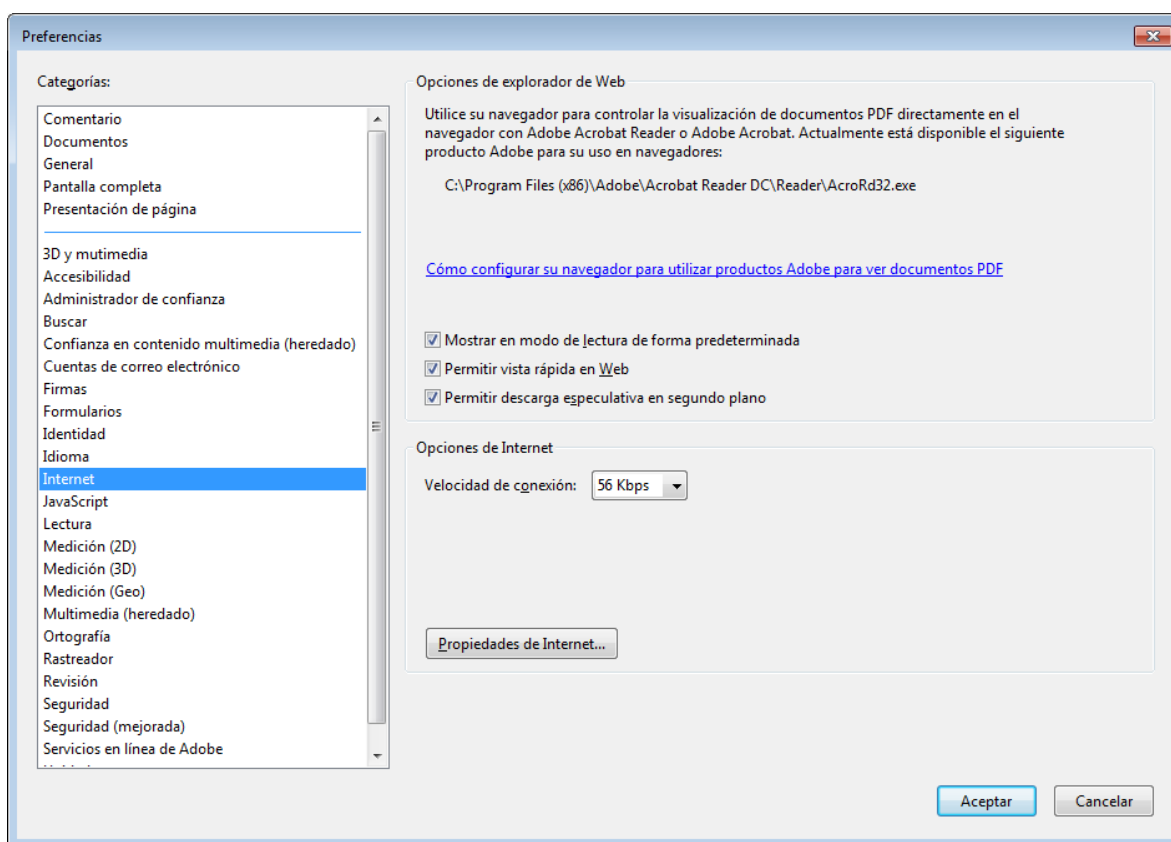 Preferencias
Categorías:
Comentario
Documentos
General
Pantalla completa
Presentación de página
3D y mutimedia
Accesibilidad
Administrador de confianza
Buscar
Confianza en contenido multimedia (heredado)
Cuentas de correo electrónico
Firmas
Formularios
Identidad
Idioma
Internet
JavaScript
Lectura
Medición (2D)
Medición (3D)
Medición (Geo)
Multimedia (heredado)
Ortografía
Rastreador
Revisión
Seguridad
Seguridad (mejorada)
Servicios en línea de Adobe
Opciones de explorador de Web
Utilice su navegador para controlar la visualización de documentos PDF directamente en el
navegador con Adobe Acrobat Reader o Adobe Acrobat. Actualmente está disponible el siguiente
producto Adobe para su uso en navegadores:
C:\Program Files (x86)\Adobe\Acrobat Reader DC\Reader\AcroRd32.exe
Cómo configurar su navegador para utilizar productos Adobe para ver documentos PDF
Mostrar en modo de lectura de forma predeterminada
Permitir vista rápida en Web
Permitir descarga especulativa en segundo plano
Opciones de Internet
Velocidad de conexión: 56 Kbps
Propiedades de Internet...
Aceptar Cancelar